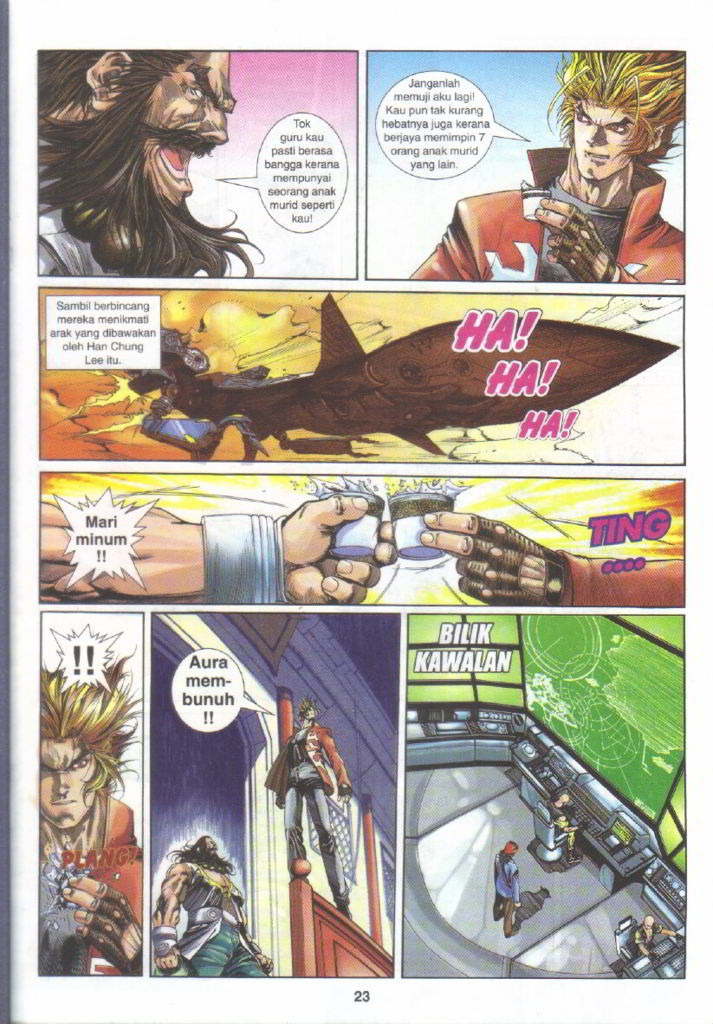 Tok
guru kau
pasti berasa
bangga kerana
mempunyai
seorang anak
murid seperti
kau!
Janganlah
memuji aku lagi!
Kau pun tak kurang
hebatnya juga kerana
berjaya memimpin 7
orang anak murid
yang lain.
Sambil berbincang
mereka menikmati
arak yang dibawakan
oleh Han Chung
Lee itu.
HA!
HA!
HA!
Mari
minum
!!
TING
....
!!
PLANG!
Aura
mem-
bunuh
!!
BILIK
KAWALAN
23